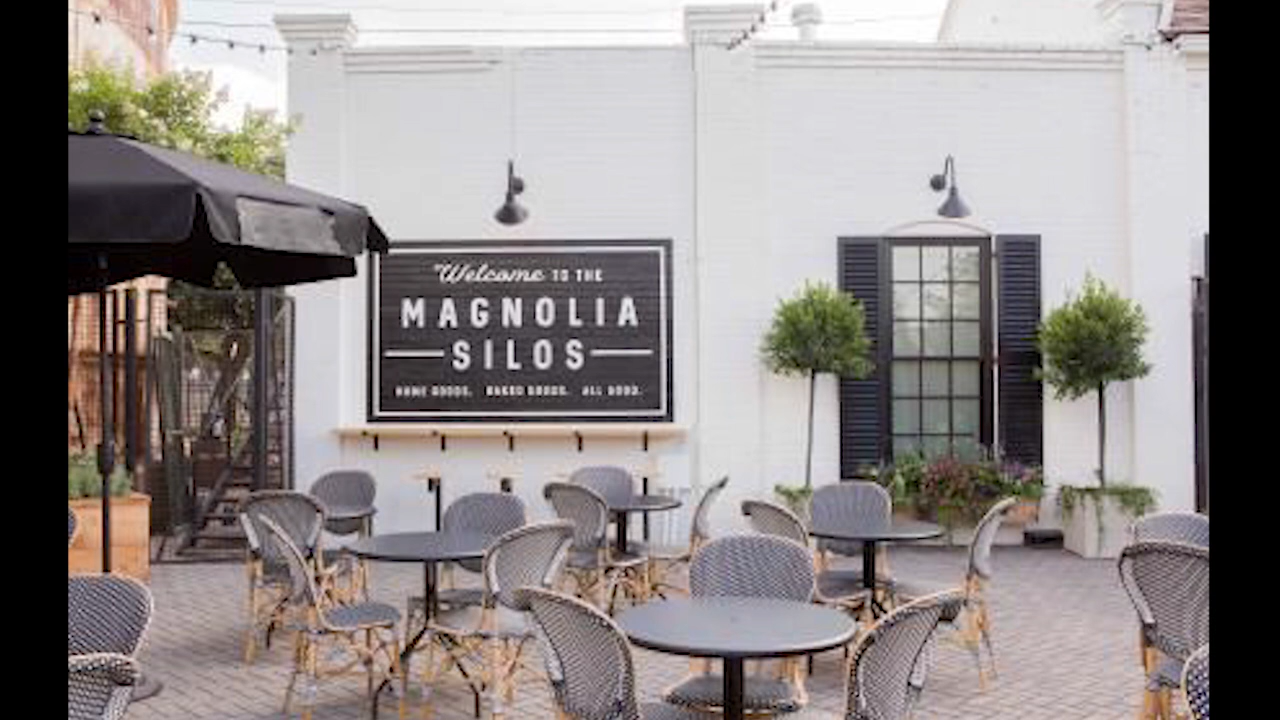 Welcome TO THE
MAGNOLIA
SILOS
HOME GOODS. BAKED GOODS. ALL GOOD.